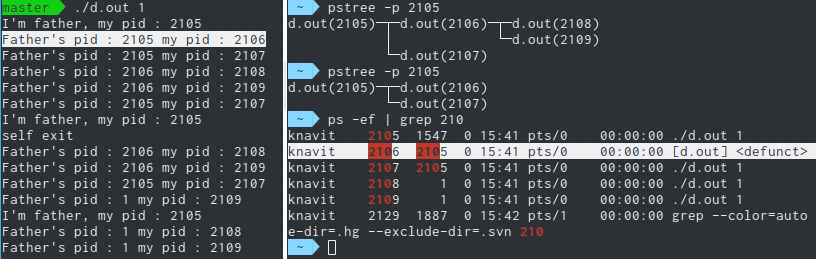 master ./d.out 1
I'm father, my pid : 2105
Father's pid : 2105 my pid : 2106
Father's pid : 2105 my pid : 2107
Father's pid : 2106 my pid : 2108
Father's pid : 2106 my pid : 2109
Father's pid : 2105 my pid : 2107
I'm father, my pid : 2105
self exit
Father's pid : 2106 my pid : 2108
Father's pid : 2106 my pid : 2109
Father's pid : 2105 my pid : 2107
Father's pid : 1 my pid : 2109
I'm father, my pid : 2105
Father's pid : 1 my pid : 2108
Father's pid : 1 my pid : 2109
~ pstree -p 2105
d.out(2105)─┬─d.out(2106)─┬─d.out(2108)
└─d.out(2109)
└─d.out(2107)
~ pstree -p 2105
d.out(2105)─┬─d.out(2106)
└─d.out(2107)
~ ps -ef | grep 210
knavit 2105 1547 0 15:41 pts/0 00:00:00 ./d.out 1
knavit 2106 2105 0 15:41 pts/0 00:00:00 [d.out] <defunct>
knavit 2107 2105 0 15:41 pts/0 00:00:00 ./d.out 1
knavit 2108 1 0 15:41 pts/0 00:00:00 ./d.out 1
knavit 2109 1 0 15:41 pts/0 00:00:00 ./d.out 1
knavit 2129 1887 0 15:42 pts/1 00:00:00 grep --color=auto
e-dir=.hg --exclude-dir=.svn 210
~